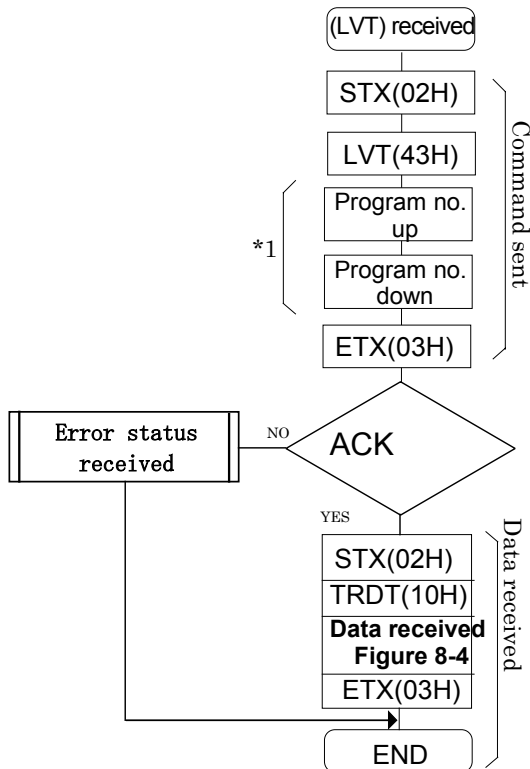 (LVT) received
STX(02H)
LVT(43H)
Program no.
up
*1
Program no.
down
ETX(03H)
Command sent
ACK
NO
Error status
received
YES
STX(02H)
TRDT(10H)
Data received
Figure 8-4
ETX(03H)
Data received
END